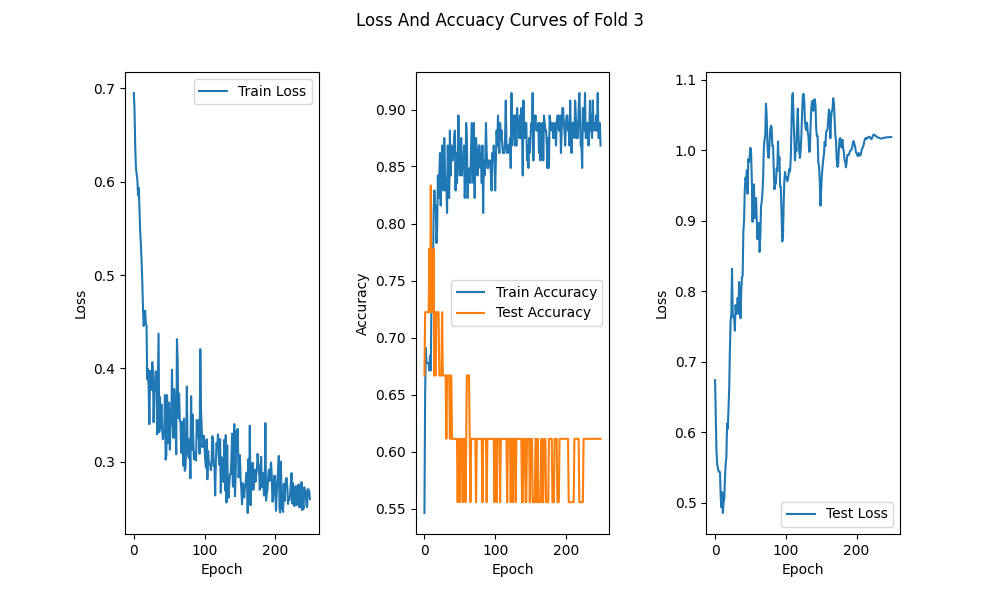 Loss And Accuacy Curves of Fold 3
0.7
0.6
0.5
0.4
0.3
Loss
0
100
200
Epoch
Train Loss
0.90
0.85
0.80
0.75
0.70
0.65
0.60
0.55
Accuracy
0
100
200
Epoch
Train Accuracy
Test Accuracy
1.1
1.0
0.9
0.8
0.7
0.6
0.5
Loss
0
100
200
Epoch
Test Loss